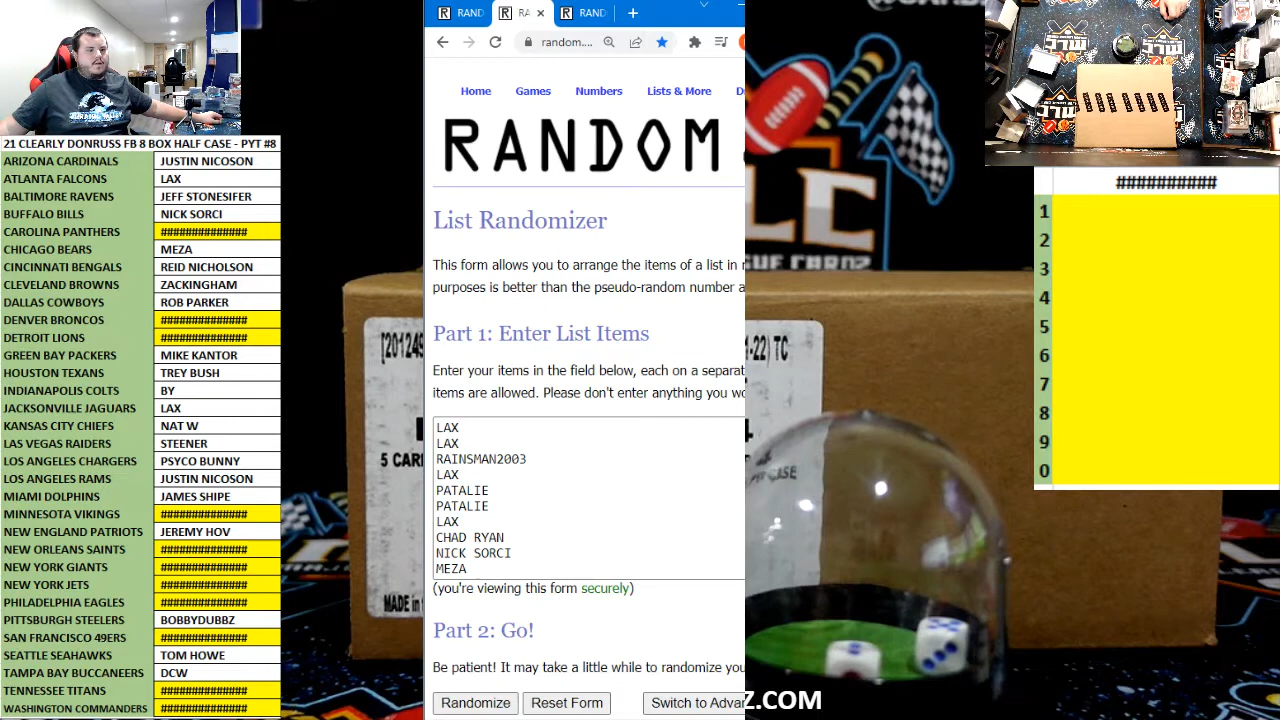 21 CLEARLY DONRUSS FB 8 BOX HALF CASE - PYT #8
ARIZONA CARDINALS JUSTIN NICOSON
ATLANTA FALCONS LAX
BALTIMORE RAVENS JEFF STONESIFER
BUFFALO BILLS NICK SORCI
CAROLINA PANTHERS ##############
CHICAGO BEARS MEZA
CINCINNATI BENGALS REID NICHOLSON
CLEVELAND BROWNS ZACKINGHAM
DALLAS COWBOYS ROB PARKER
DENVER BRONCOS ##############
DETROIT LIONS ##############
GREEN BAY PACKERS MIKE KANTOR
HOUSTON TEXANS TREY BUSH
INDIANAPOLIS COLTS BY
JACKSONVILLE JAGUARS LAX
KANSAS CITY CHIEFS NAT W
LAS VEGAS RAIDERS STEENER
LOS ANGELES CHARGERS PSYCO BUNNY
LOS ANGELES RAMS JUSTIN NICOSON
MIAMI DOLPHINS JAMES SHIPE
MINNESOTA VIKINGS ##############
NEW ENGLAND PATRIOTS JEREMY HOV
NEW ORLEANS SAINTS ##############
NEW YORK GIANTS ##############
NEW YORK JETS ##############
PHILADELPHIA EAGLES ##############
PITTSBURGH STEELERS BOBBYDUBBZ
SAN FRANCISCO 49ERS ##############
SEATTLE SEAHAWKS TOM HOWE
TAMPA BAY BUCCANEERS DCW
TENNESSEE TITANS ##############
WASHINGTON COMMANDERS ##############
RAND
RA
RAND
random....
Home Games Numbers Lists & More D
RANDOM
List Randomizer
This form allows you to arrange the items of a list in r
purposes is better than the pseudo-random number a
Part 1: Enter List Items
Enter your items in the field below, each on a separat
items are allowed. Please don't enter anything you wo
LAX
LAX
RAINSMAN2003
LAX
PATALIE
PATALIE
LAX
CHAD RYAN
NICK SORCI
MEZA
(you're viewing this form securely)
Part 2: Go!
Be patient! It may take a little while to randomize you
Randomize Reset Form Switch to Adva
Z.COM
5 CAR
MADE in
-22) TC
LC
##########
1
2
3
4
5
6
7
8
9
0